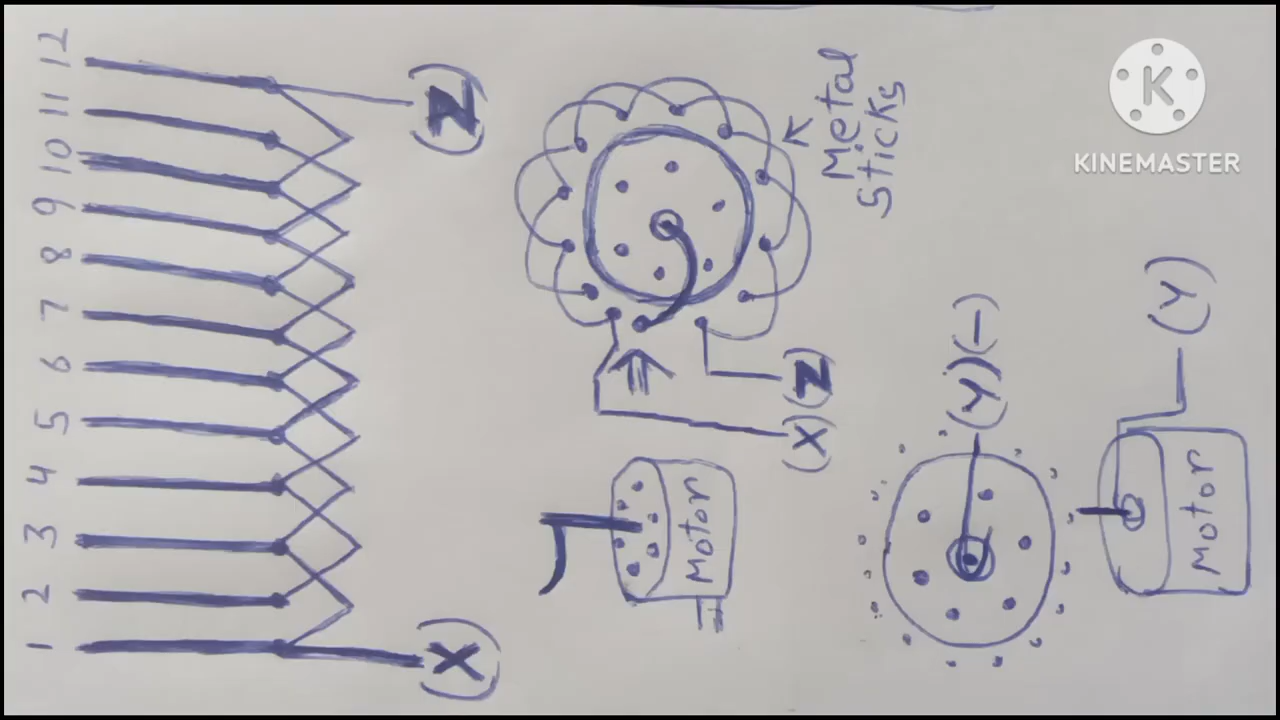 12
11
10
9
8
7
6
5
4
3
2
1
(Z)
(X)
Metal
sticks
(Z)
(X)
Motor
(Y)(-)
(Y)
Motor
K
KINEMASTER